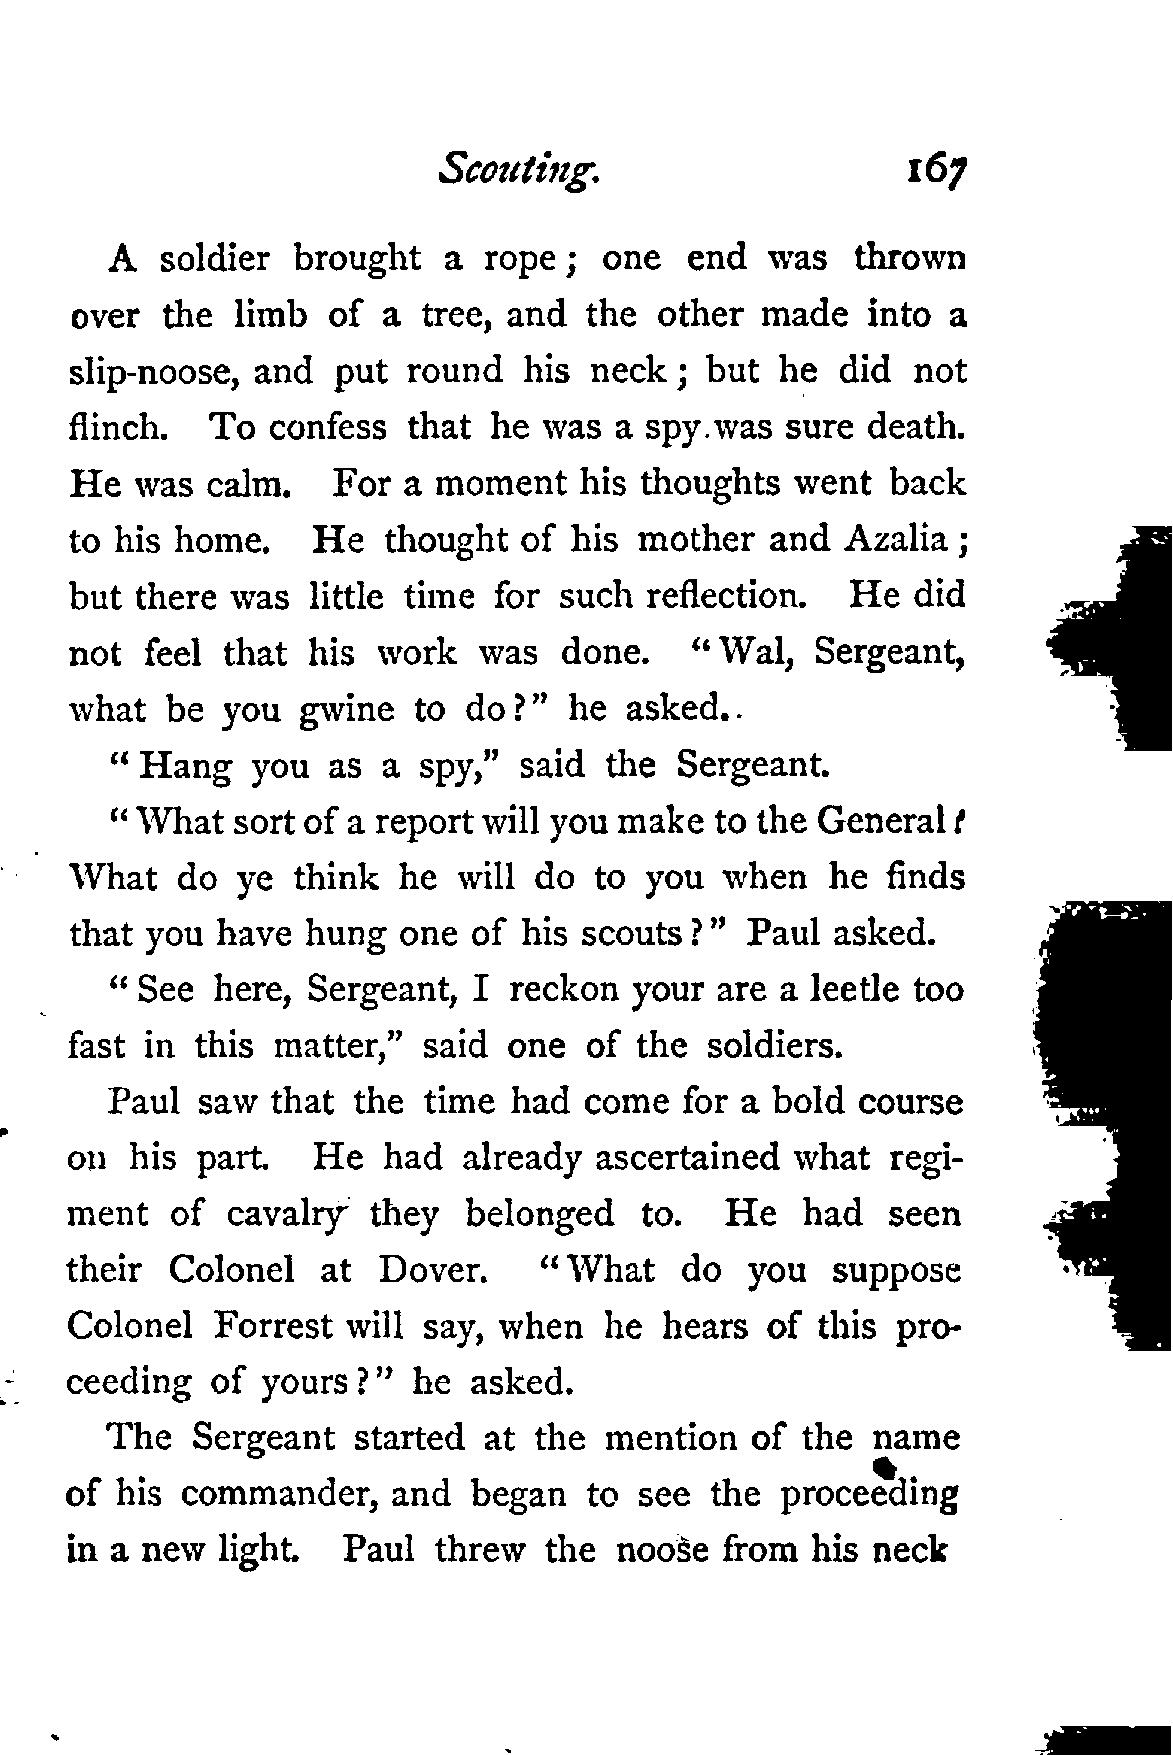 Scouting. 167
A soldier brought a rope; one end was thrown
over the limb of a tree, and the other made into a
slip-noose, and put round his neck; but he did not
flinch. To confess that he was a spy was sure death.
He was calm. For a moment his thoughts went back
to his home. He thought of his mother and Azalia;
but there was little time for such reflection. He did
not feel that his work was done. "Wal, Sergeant,
what be you gwine to do?" he asked.
"Hang you as a spy," said the Sergeant.
"What sort of a report will you make to the General?
What do ye think he will do to you when he finds
that you have hung one of his scouts?" Paul asked.
"See here, Sergeant, I reckon your are a leetle too
fast in this matter," said one of the soldiers.
Paul saw that the time had come for a bold course
on his part. He had already ascertained what regi-
ment of cavalry they belonged to. He had seen
their Colonel at Dover. "What do you suppose
Colonel Forrest will say, when he hears of this pro-
ceeding of yours?" he asked.
The Sergeant started at the mention of the name
of his commander, and began to see the proceeding
in a new light. Paul threw the noose from his neck